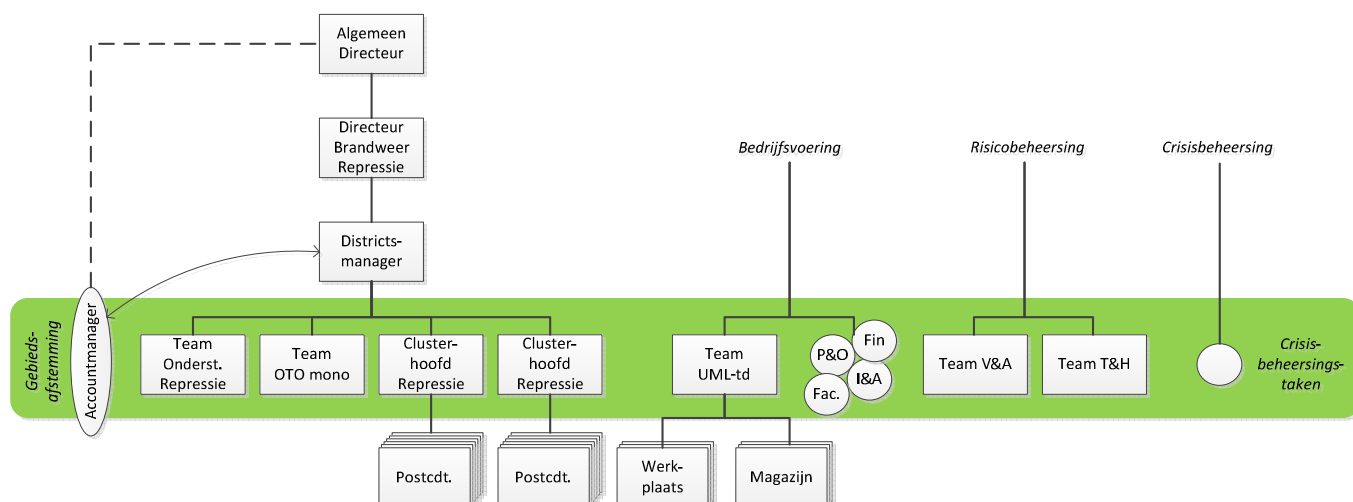 Algemeen
Directeur
Directeur
Brandweer
Repressie
Bedrijfsvoering
Risicobeheersing
Crisisbeheersing
Districts-
manager
Gebieds-
afstemming
Accountmanager
Team
Onderst.
Repressie
Team
OTO mono
Cluster-
hoofd
Repressie
Cluster-
hoofd
Repressie
Team
UML-td
P&O
Fin
I&A
Fac.
Team V&A
Team T&H
Crisis-
beheersings-
taken
Postcdt.
Postcdt.
Werk-
plaats
Magazijn